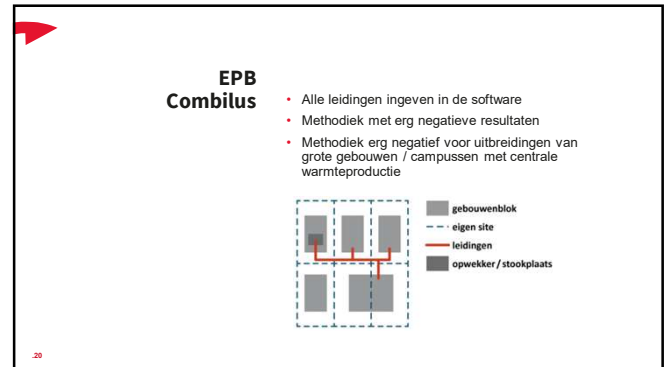 EPB
Combilus
• Alle leidingen ingeven in de software
• Methodiek met erg negatieve resultaten
• Methodiek erg negatief voor uitbreidingen van
grote gebouwen / campussen met centrale
warmteproductie
gebouwenblok
eigen site
leidingen
opwekker/stookplaats
.20